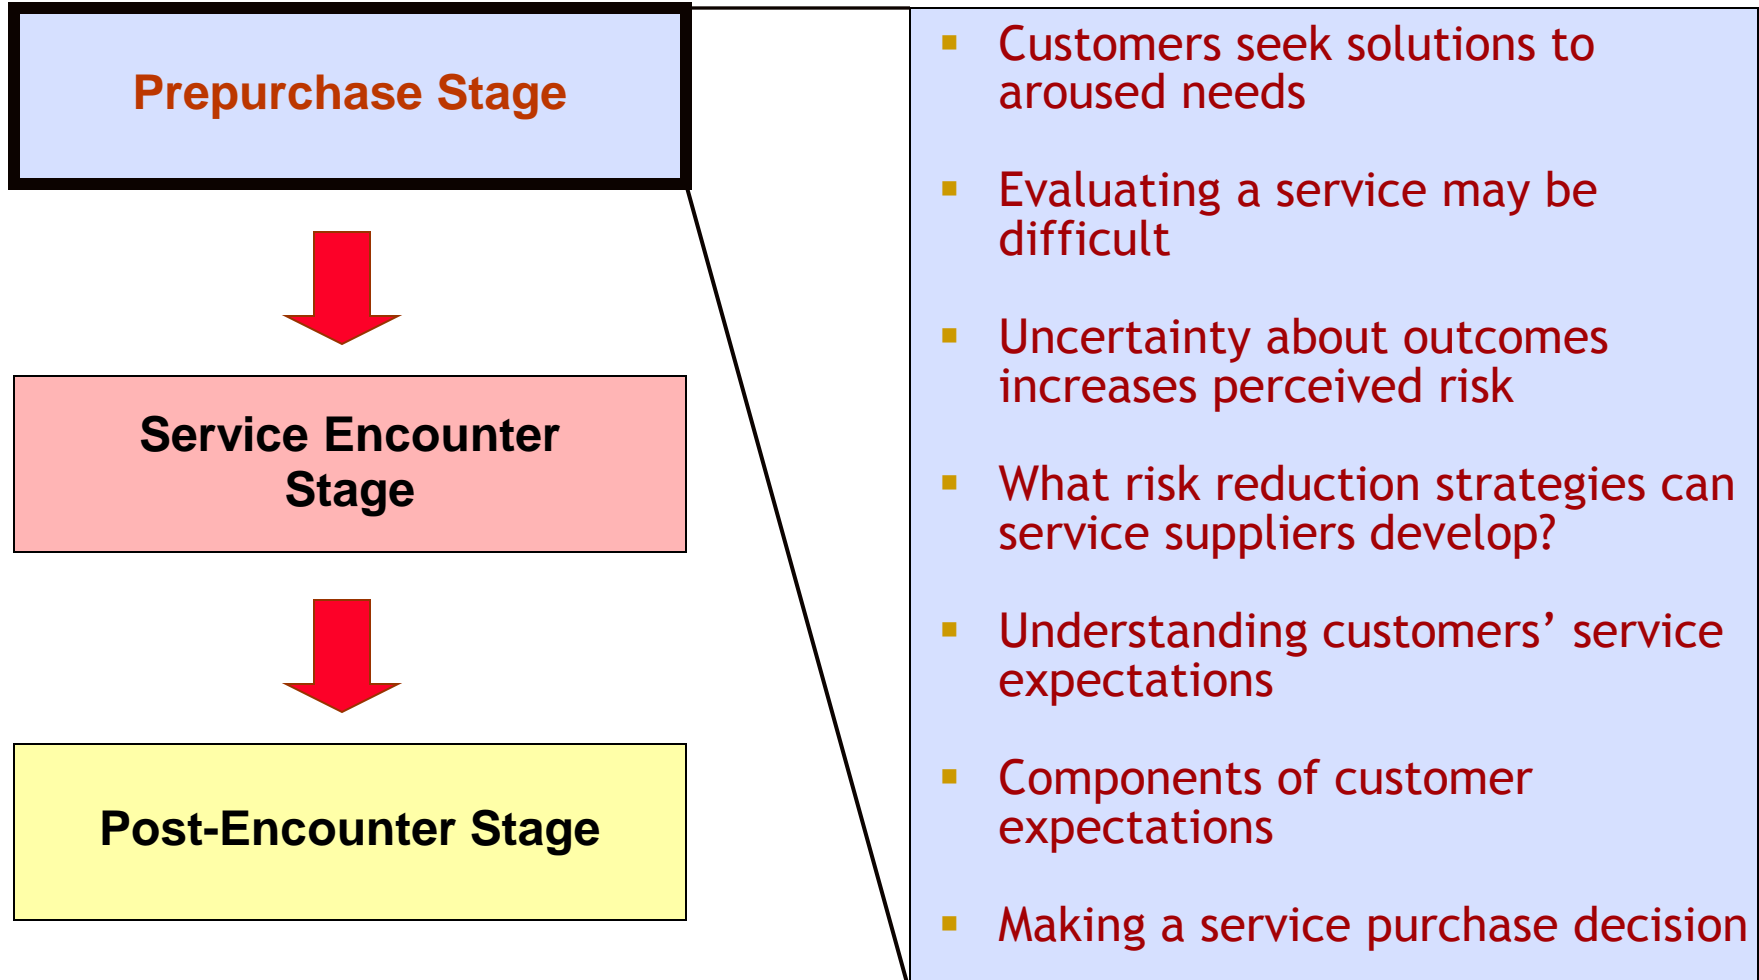 Prepurchase Stage
Service Encounter
Stage
Post-Encounter Stage
▪ Customers seek solutions to
aroused needs
▪ Evaluating a service may be
difficult
▪ Uncertainty about outcomes
increases perceived risk
▪ What risk reduction strategies can
service suppliers develop?
▪ Understanding customers’ service
expectations
▪ Components of customer
expectations
▪ Making a service purchase decision